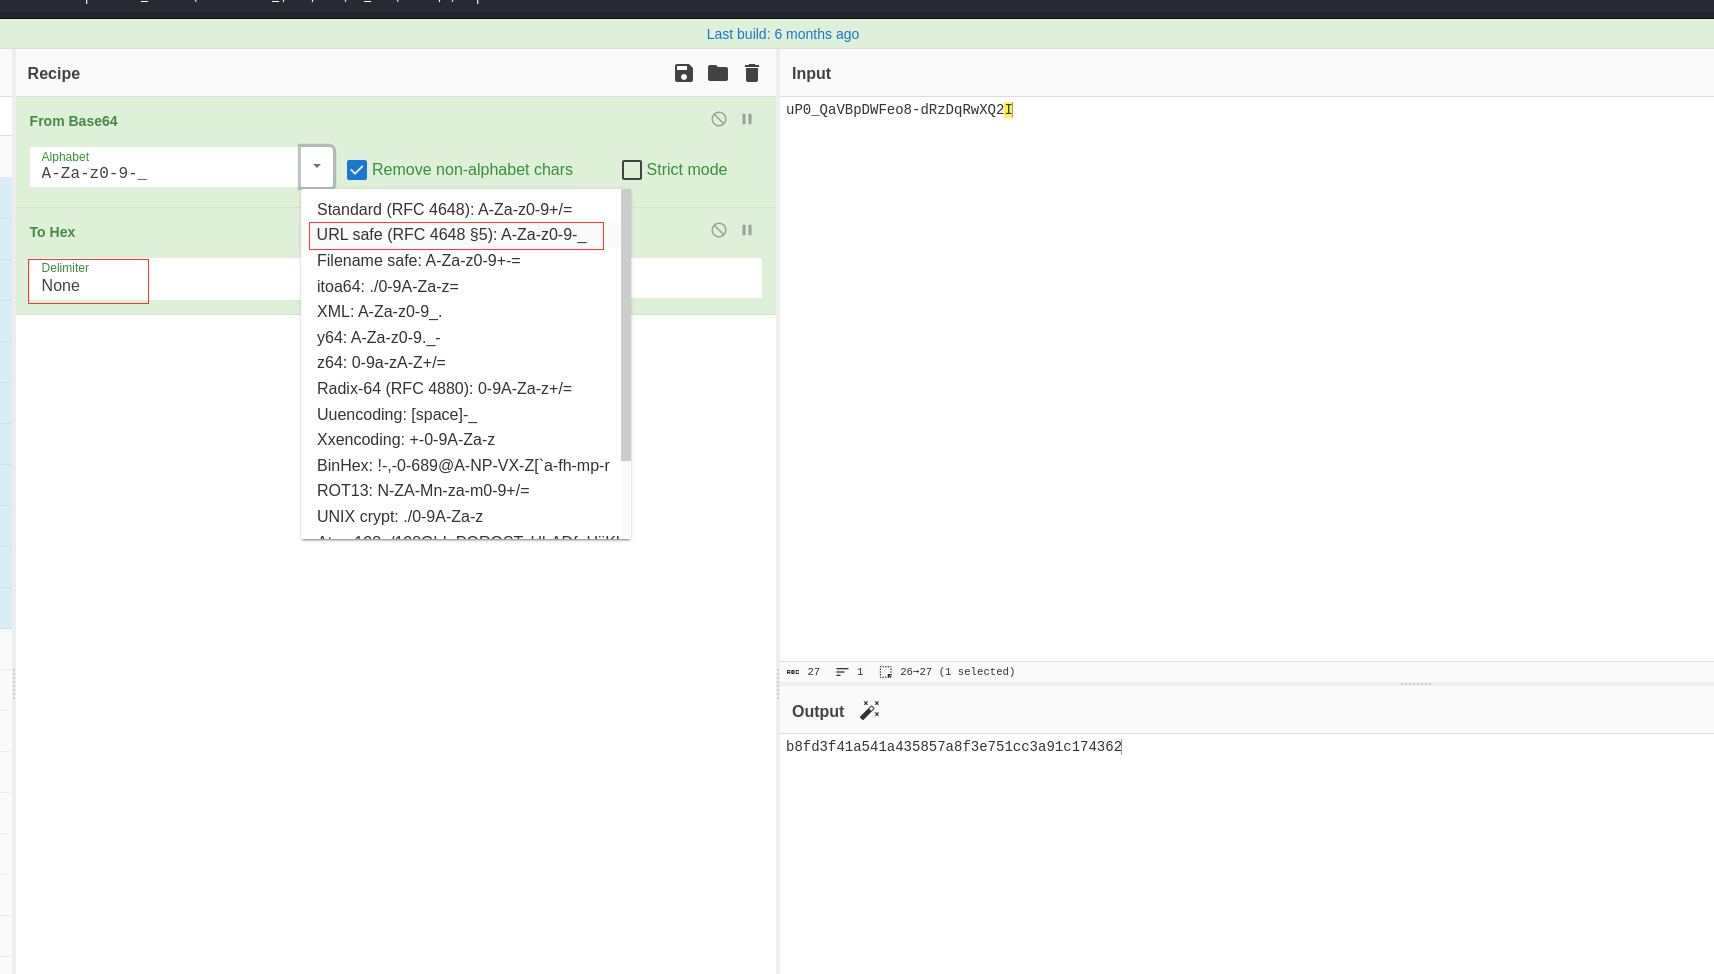 Last build: 6 months ago
Recipe
From Base64
Alphabet
A-Za-z0-9-_
Remove non-alphabet chars
Strict mode
Standard (RFC 4648): A-Za-z0-9+/=
URL safe (RFC 4648 §5): A-Za-z0-9-_
Filename safe: A-Za-z0-9+-=
itoa64: ./0-9A-Za-z=
XML: A-Za-z0-9_.
y64: A-Za-z0-9._-
z64: 0-9a-zA-Z+/=
Radix-64 (RFC 4880): 0-9A-Za-z+/=
Uuencoding: [space]-_
Xxencoding: +-0-9A-Za-z
BinHex: !-,-0-689@A-NP-VX-Z[`a-fh-mp-r
ROT13: N-ZA-Mn-za-m0-9+/=
UNIX crypt: ./0-9A-Za-z
To Hex
Delimiter
None
Input
uP0_QaVBpDWFeo8-dRzDqRwXQ2I
ABC 27 1 26→27 (1 selected)
Output
b8fd3f41a541a435857a8f3e751cc3a91c174362